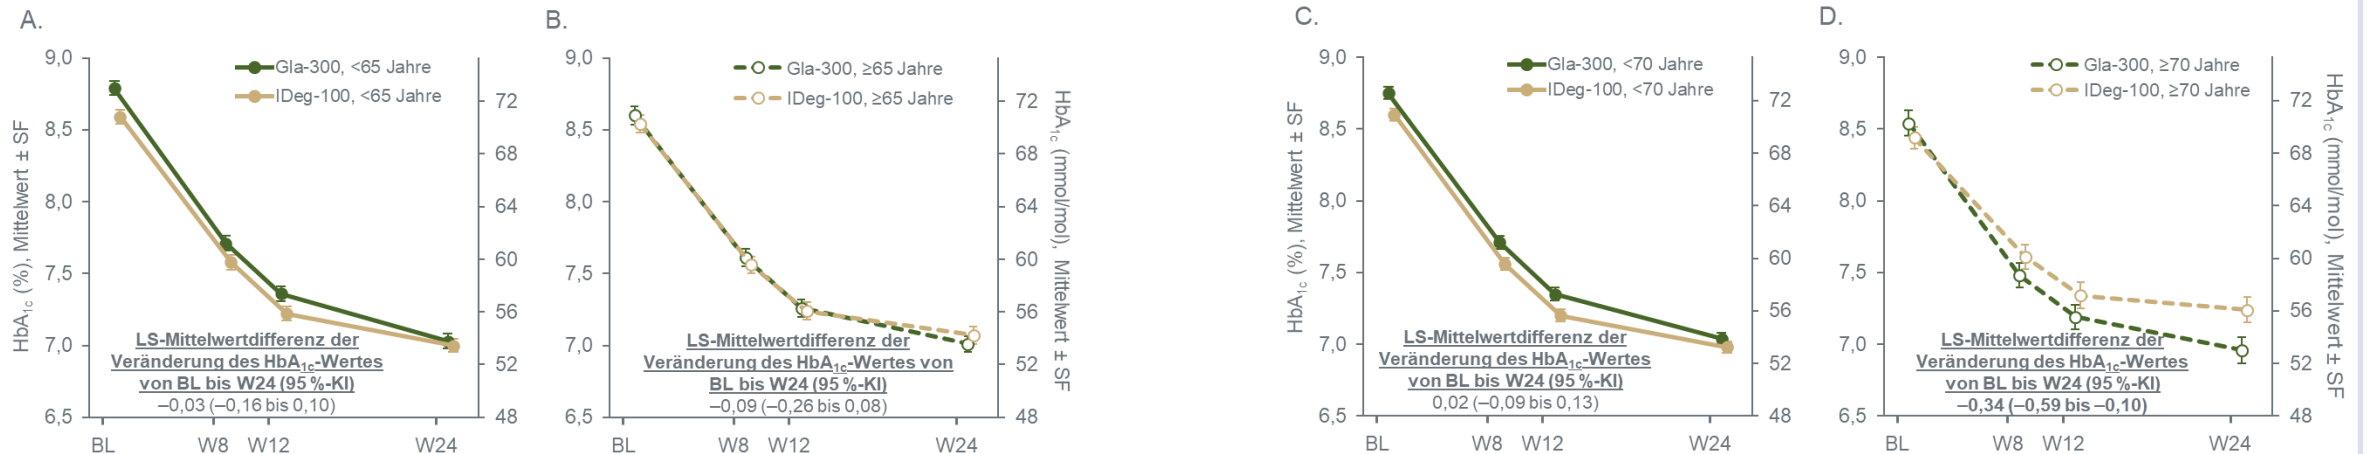 A.
HbA1c (%), Mittelwert ± SF
9,0
8,5
8,0
7,5
7,0
6,5
Gla-300, <65 Jahre
IDeg-100, <65 Jahre
72
68
64
60
56
52
48
LS-Mittelwertdifferenz der
Veränderung des HbA1c-Wertes
von BL bis W24 (95 %-KI)
–0,03 (–0,16 bis 0,10)
BL W8 W12 W24
B.
9,0
8,5
8,0
7,5
7,0
6,5
Gla-300, ≥65 Jahre
IDeg-100, ≥65 Jahre
72
68
64
60
56
52
48
HbA1c (mmol/mol), Mittelwert ± SF
LS-Mittelwertdifferenz der
Veränderung des HbA1c-Wertes von
BL bis W24 (95 %-KI)
–0,09 (–0,26 bis 0,08)
BL W8 W12 W24
C.
HbA1c (%), Mittelwert ± SF
9,0
8,5
8,0
7,5
7,0
6,5
Gla-300, <70 Jahre
IDeg-100, <70 Jahre
72
68
64
60
56
52
48
LS-Mittelwertdifferenz der
Veränderung des HbA1c-Wertes
von BL bis W24 (95 %-KI)
0,02 (–0,09 bis 0,13)
BL W8 W12 W24
D.
9,0
8,5
8,0
7,5
7,0
6,5
Gla-300, ≥70 Jahre
IDeg-100, ≥70 Jahre
72
68
64
60
56
52
48
HbA1c (mmol/mol), Mittelwert ± SF
LS-Mittelwertdifferenz der
Veränderung des HbA1c-Wertes
von BL bis W24 (95 %-KI)
–0,34 (–0,59 bis –0,10)
BL W8 W12 W24